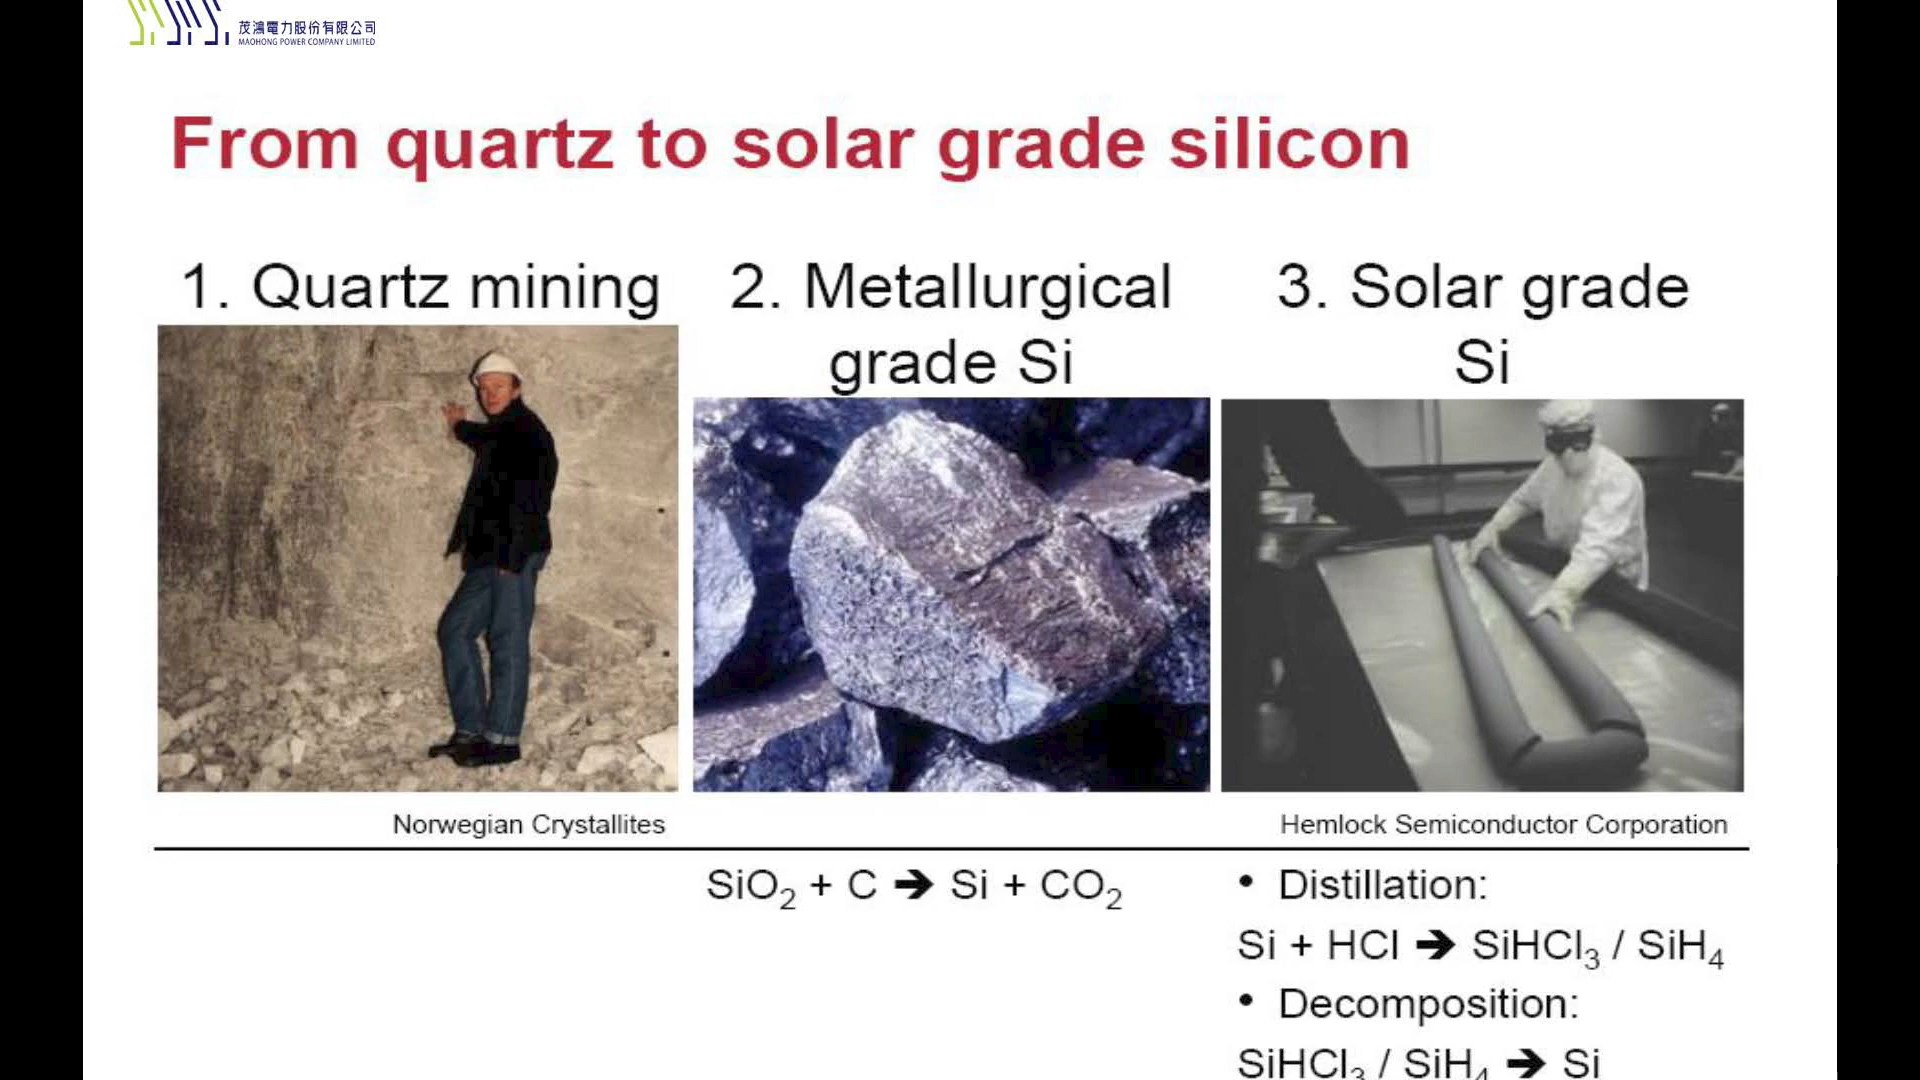 茂鴻電力股份有限公司
MAOHONG POWER COMPANY LIMITED
From quartz to solar grade silicon
1. Quartz mining
2. Metallurgical
grade Si
3. Solar grade
Si
Norwegian Crystallites
Hemlock Semiconductor Corporation
SiO₂ + C ➔ Si + CO₂
• Distillation:
Si + HCl ➔ SiHCl₃ / SiH₄
• Decomposition:
SiHCl₃ / SiH₄ ➔ Si